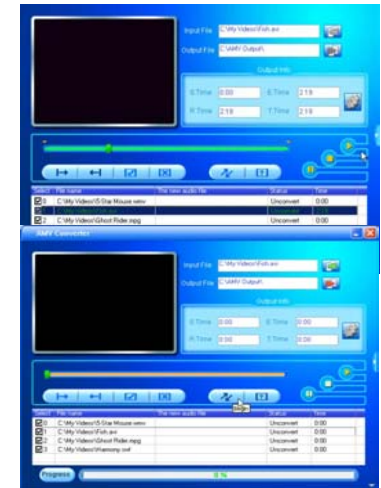 Input File C:\My Videos\Fish.avi
Output File C:\AMV Output\
Output Info
S.Time 0:00 E.Time 2:19
R.Time 2:19 T.Time 2:19
Select File name The new audio file Status Time
0 C:\My Videos\5 Star Mouse.wmv Unconvert 0:00
2 C:\My Videos\Ghost Rider.mpg Unconvert 0:00
AMV Converter
Input File C:\My Videos\Fish.avi
Output File C:\AMV Output\
Output Info
S.Time 0:00 E.Time 0:00
R.Time 0:00 T.Time 0:00
Select File name The new audio file Status Time
0 C:\My Videos\5 Star Mouse.wmv Unconvert 0:00
1 C:\My Videos\Fish.avi Unconvert 0:00
2 C:\My Videos\Ghost Rider.mpg Unconvert 0:00
3 C:\My Videos\Harmony.swf Unconvert 0:00
Progress 0 %